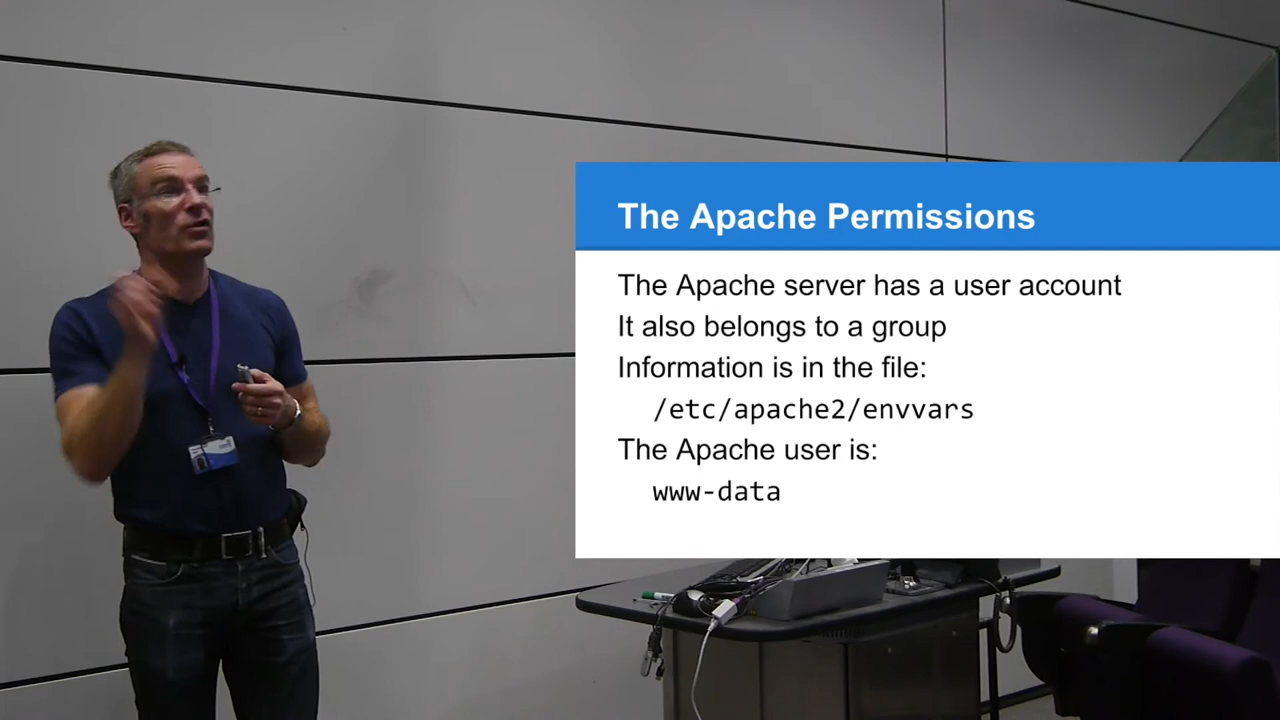 The Apache Permissions
The Apache server has a user account
It also belongs to a group
Information is in the file:
/etc/apache2/envvars
The Apache user is:
www-data